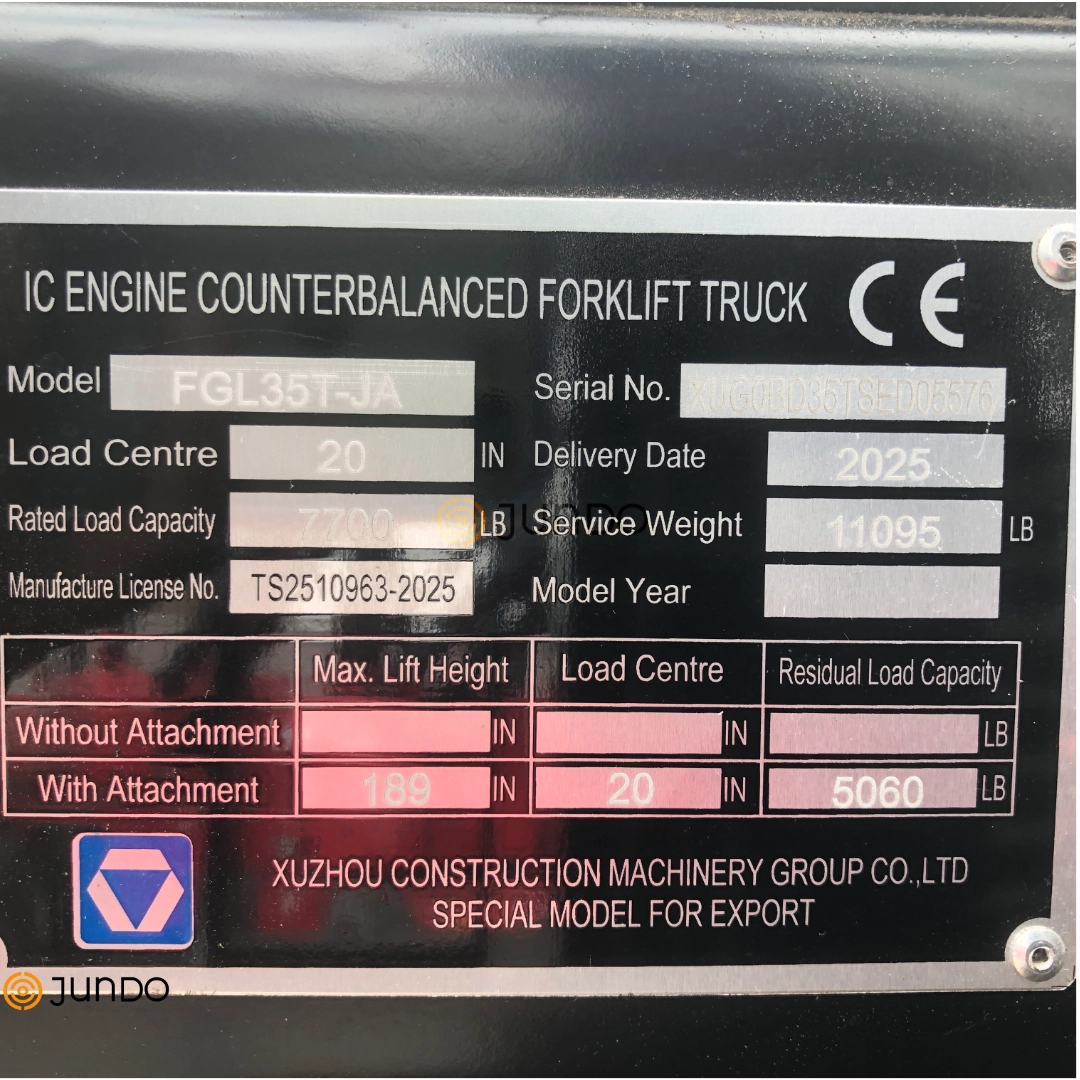 IC ENGINE COUNTERBALANCED FORKLIFT TRUCK CE
Model FGL35T-JA Serial No. XUG0BD35TSED05576
Load Centre 20 IN Delivery Date 2025
Rated Load Capacity 7700 LB Service Weight 11095 LB
JUNDO
Manufacture License No. TS2510963-2025 Model Year
Max. Lift Height Load Centre Residual Load Capacity
Without Attachment IN IN LB
With Attachment 189 IN 20 IN 5060 LB
XUZHOU CONSTRUCTION MACHINERY GROUP CO.,LTD
SPECIAL MODEL FOR EXPORT
JUNDO